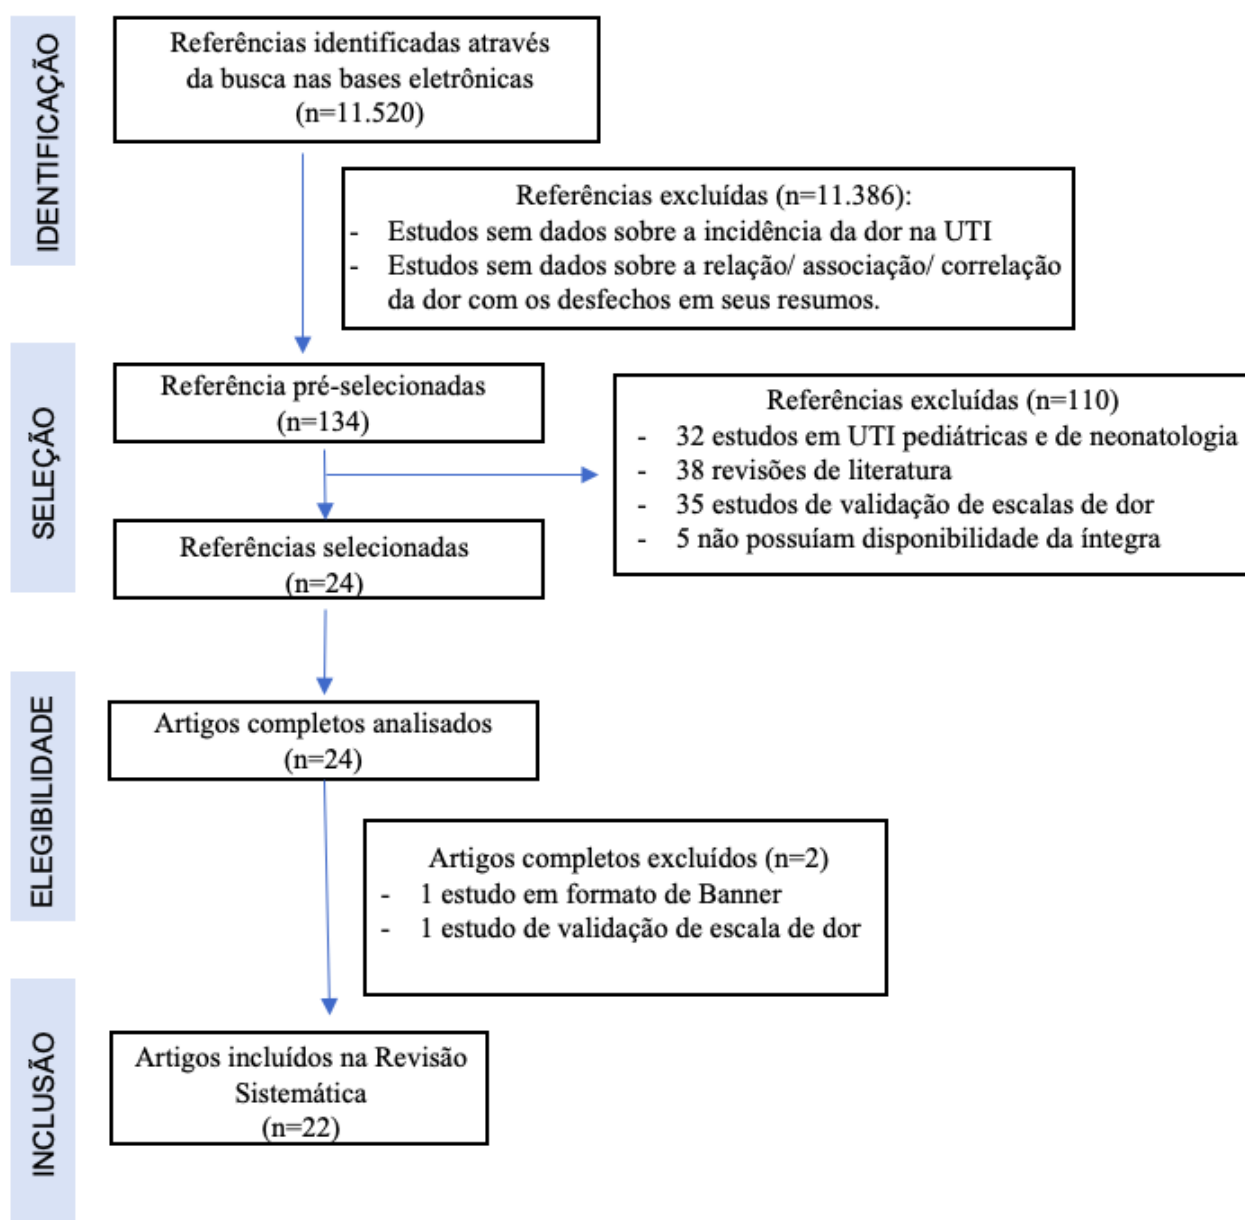 IDENTIFICAÇÃO
Referências identificadas através
da busca nas bases eletrônicas
(n=11.520)
Referências excluídas (n=11.386):
- Estudos sem dados sobre a incidência da dor na UTI
- Estudos sem dados sobre a relação/ associação/ correlação
da dor com os desfechos em seus resumos.
SELEÇÃO
Referência pré-selecionadas
(n=134)
Referências excluídas (n=110)
- 32 estudos em UTI pediátricas e de neonatologia
- 38 revisões de literatura
- 35 estudos de validação de escalas de dor
- 5 não possuíam disponibilidade da íntegra
Referências selecionadas
(n=24)
ELEGIBILIDADE
Artigos completos analisados
(n=24)
Artigos completos excluídos (n=2)
- 1 estudo em formato de Banner
- 1 estudo de validação de escala de dor
INCLUSÃO
Artigos incluídos na Revisão
Sistemática
(n=22)